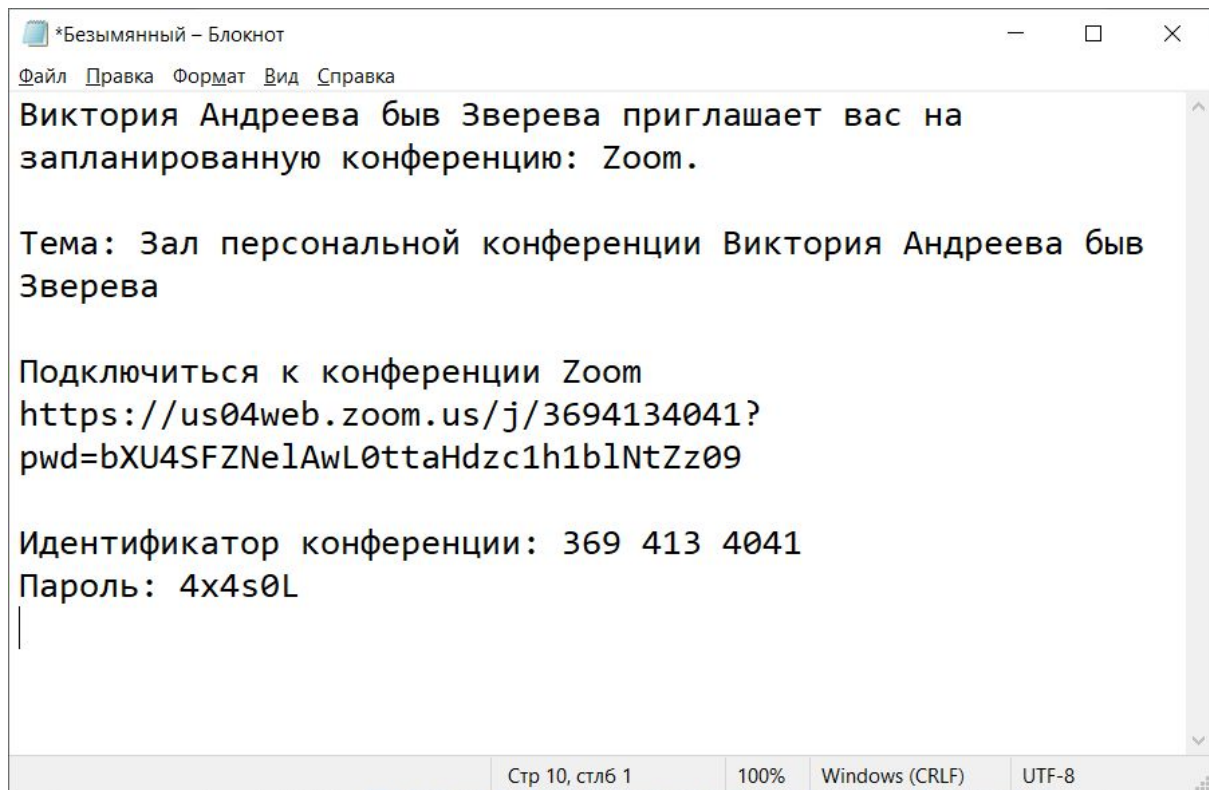 *Безымянный – Блокнот
Файл Правка Формат Вид Справка
Виктория Андреева быв Зверева приглашает вас на
запланированную конференцию: Zoom.
Тема: Зал персональной конференции Виктория Андреева быв
Зверева
Подключиться к конференции Zoom
https://us04web.zoom.us/j/3694134041?
pwd=bXU4SFZNelAwL0ttaHdzc1h1blNtZz09
Идентификатор конференции: 369 413 4041
Пароль: 4x4s0L
Стр 10, стлб 1 100% Windows (CRLF) UTF-8